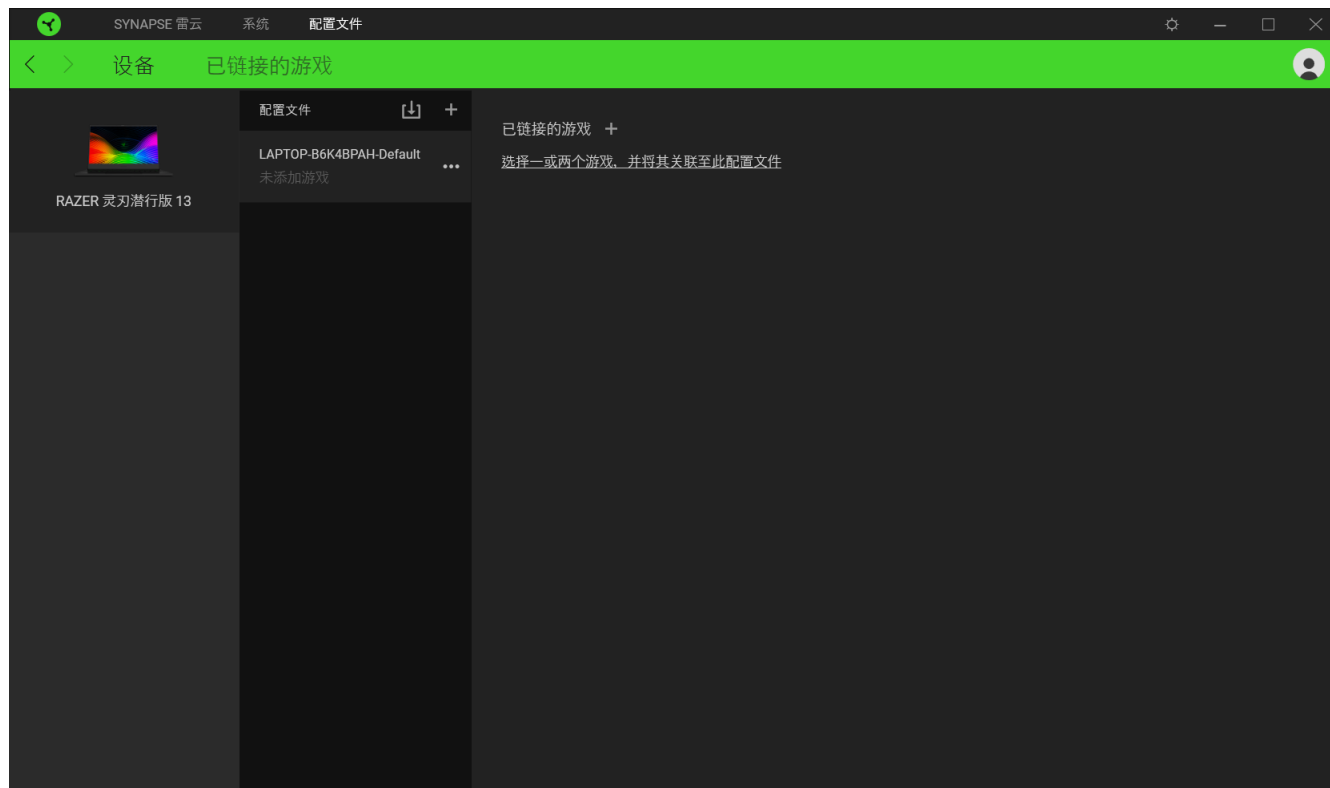 SYNAPSE 雷云 系统 配置文件
设备 已链接的游戏
配置文件
LAPTOP-B6K4BPAH-Default
未添加游戏
已链接的游戏
选择一或两个游戏，并将其关联至此配置文件
RAZER 灵刃潜行版 13